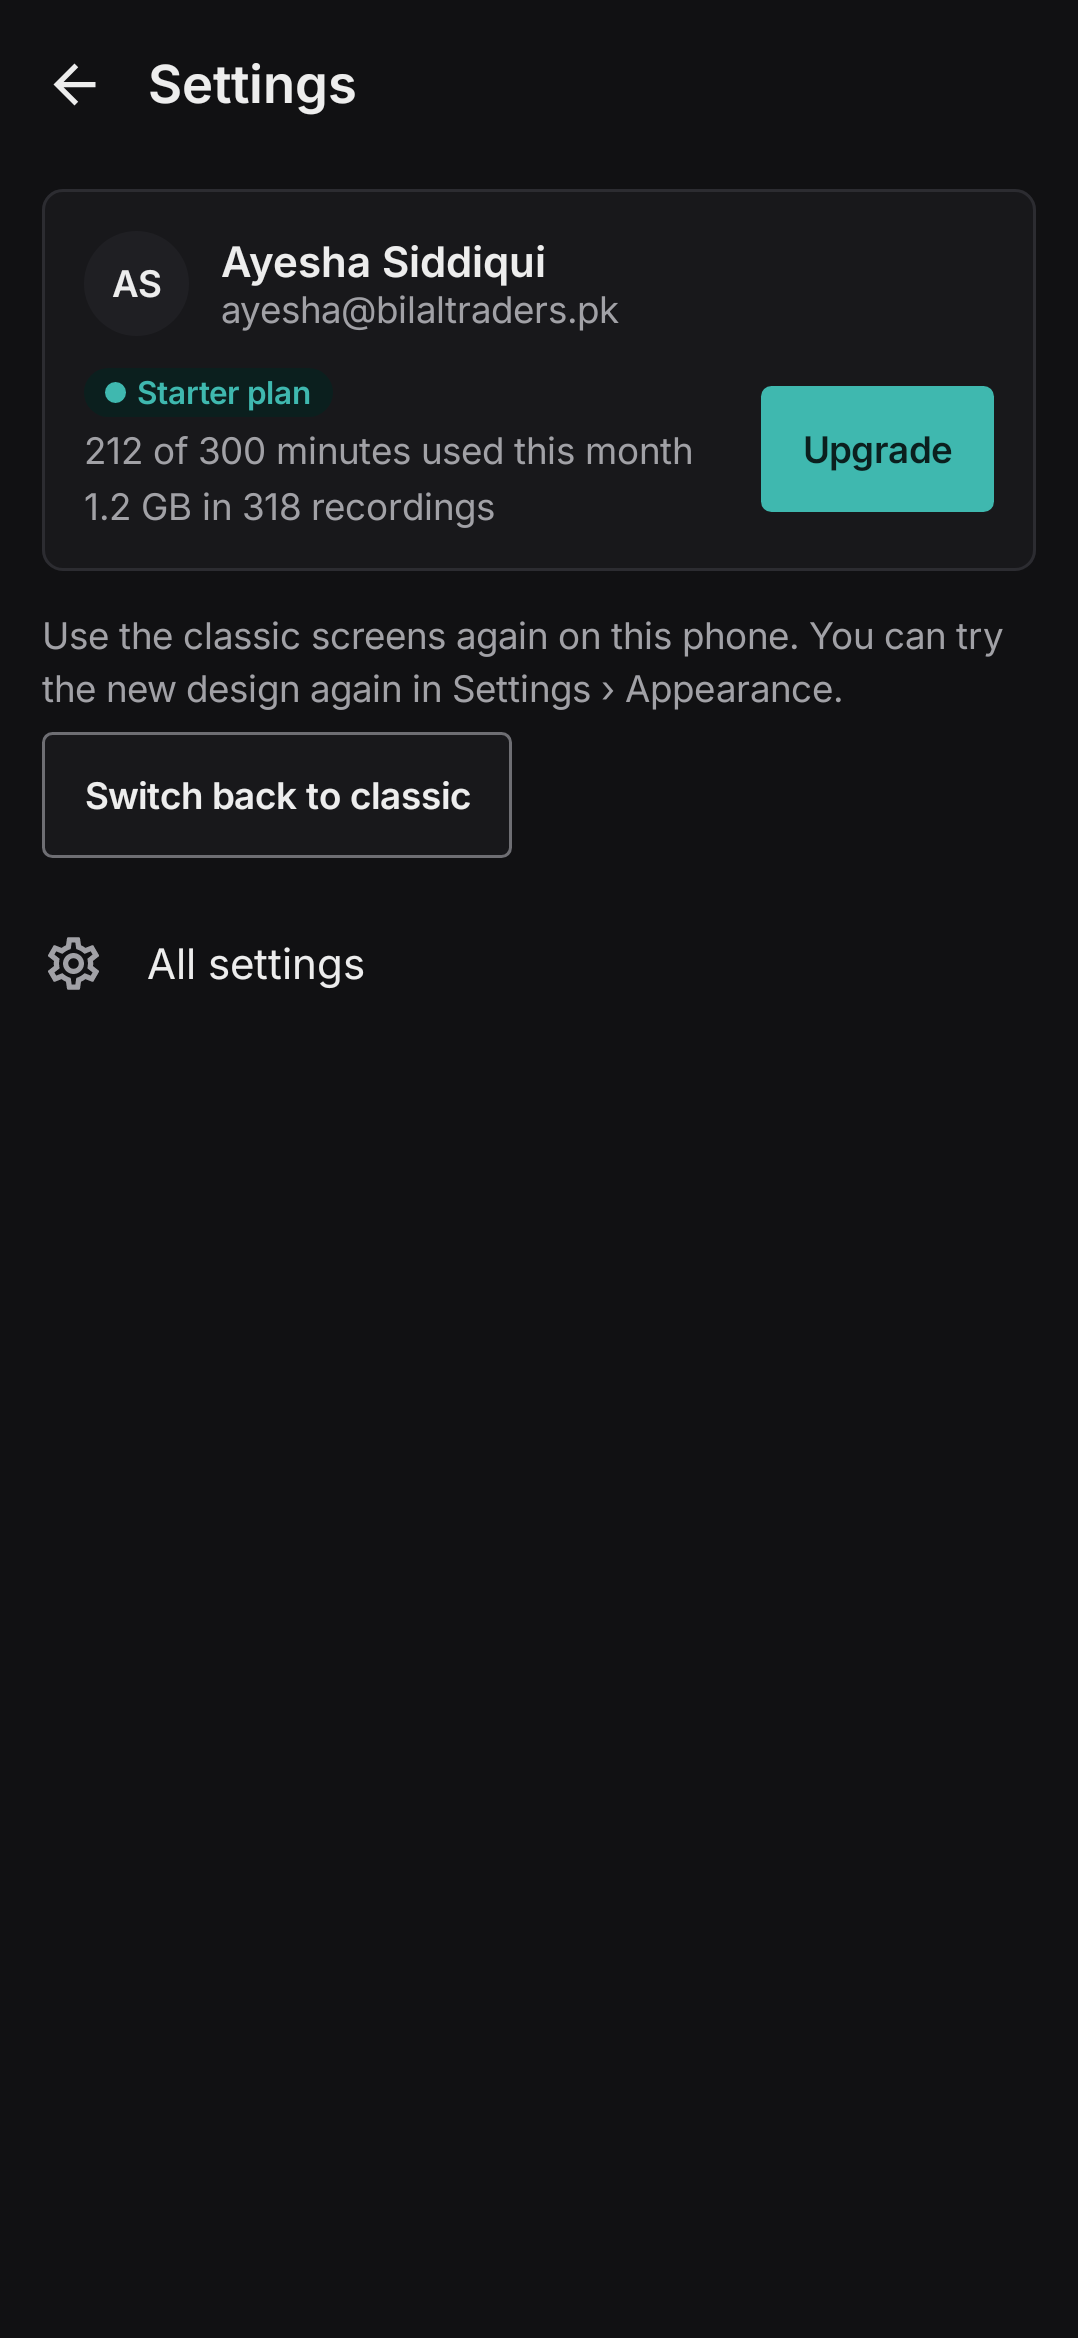 Settings
AS
Ayesha Siddiqui
ayesha@bilaltraders.pk
Starter plan
212 of 300 minutes used this month
1.2 GB in 318 recordings
Upgrade
Use the classic screens again on this phone. You can try
the new design again in Settings › Appearance.
Switch back to classic
All settings